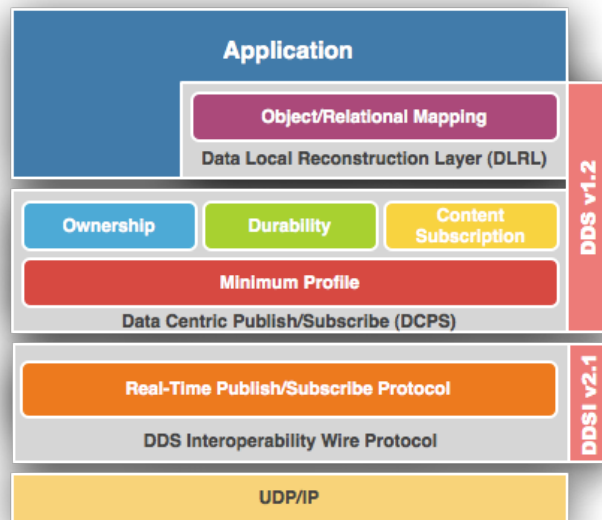 Application
Object/Relational Mapping
Data Local Reconstruction Layer (DLRL)
DDS v1.2
Ownership
Durability
Content
Subscription
Minimum Profile
Data Centric Publish/Subscribe (DCPS)
Real-Time Publish/Subscribe Protocol
DDS Interoperability Wire Protocol
DDSI v2.1
UDP/IP